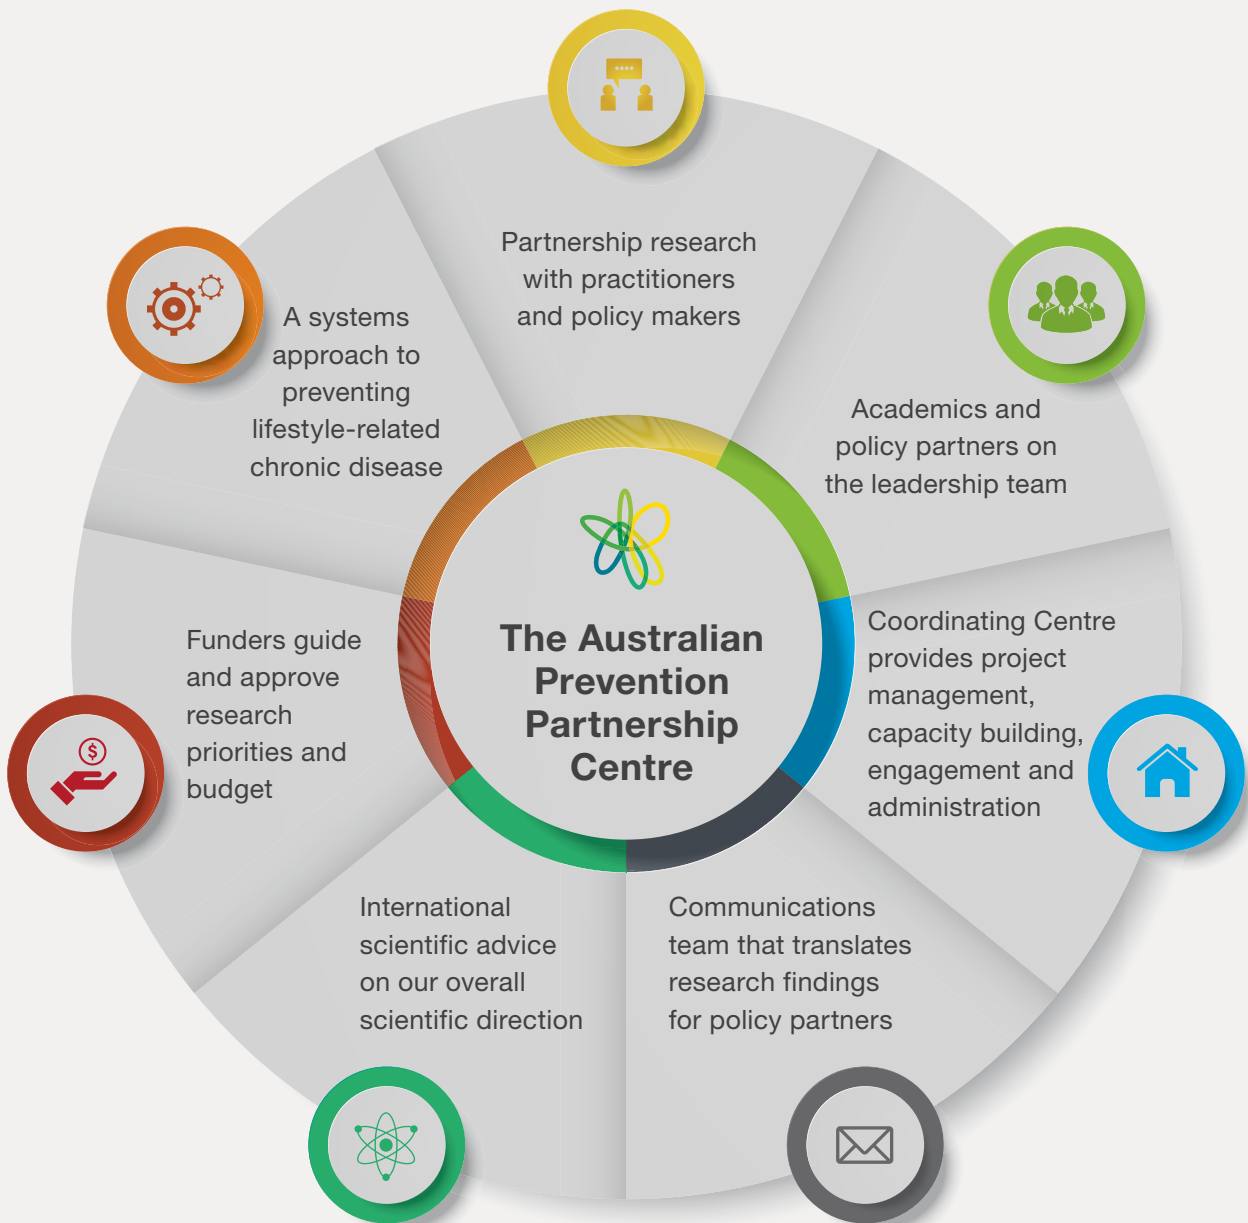 Partnership research
with practitioners
and policy makers
Academics and
policy partners on
the leadership team
Coordinating Centre
provides project
management,
capacity building,
engagement and
administration
Communications
team that translates
research findings
for policy partners
International
scientific advice
on our overall
scientific direction
Funders guide
and approve
research
priorities and
budget
$
A systems
approach to
preventing
lifestyle-related
chronic disease
The Australian
Prevention
Partnership
Centre